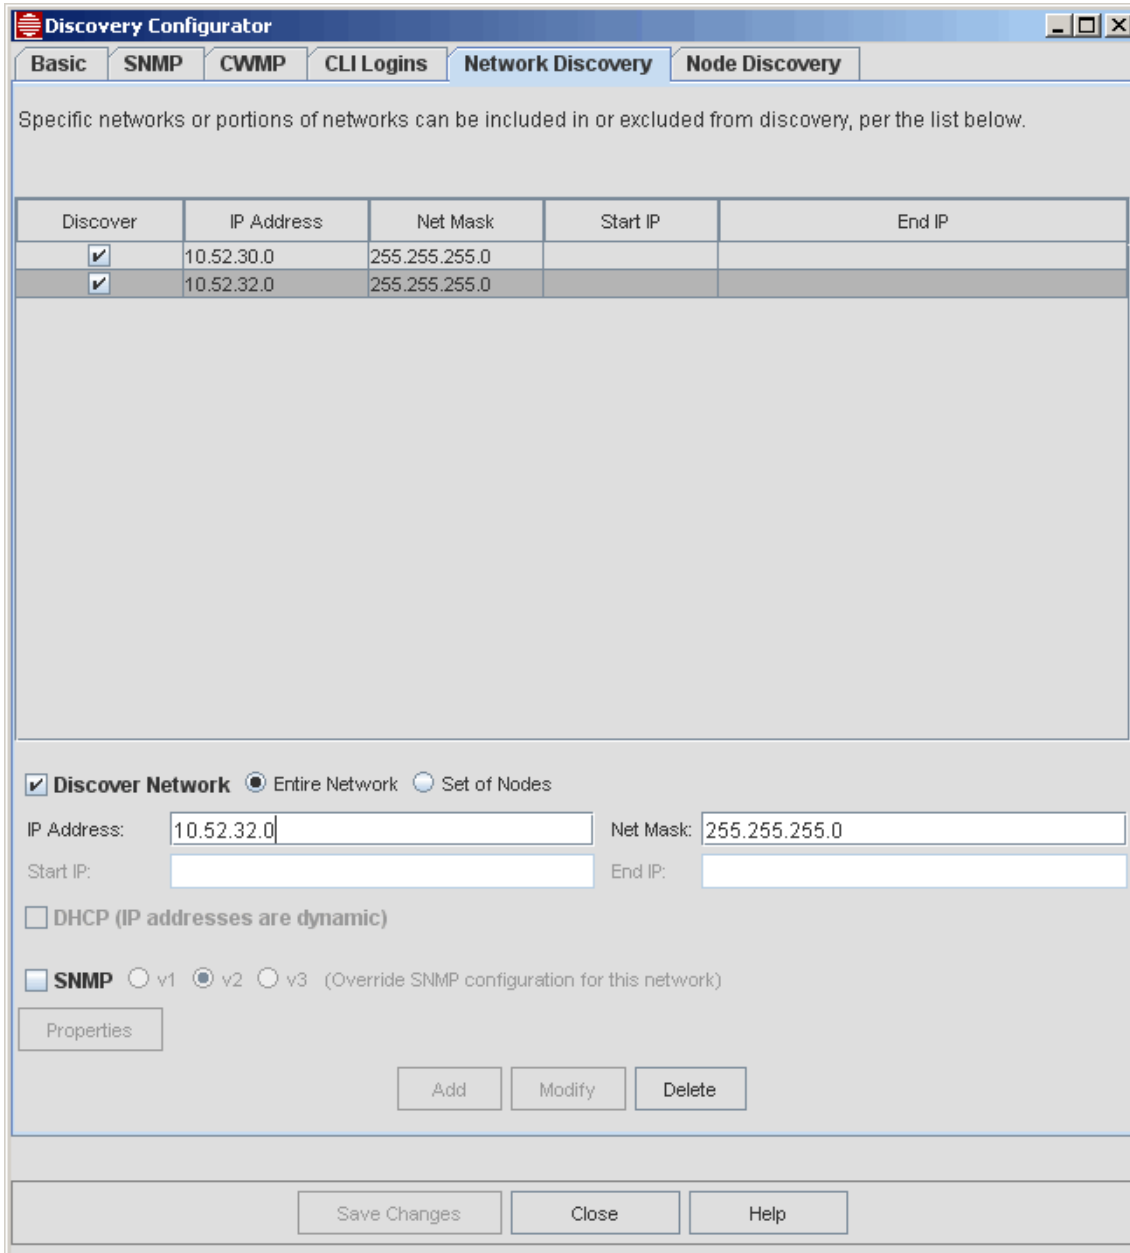 Discovery Configurator
Basic SNMP CWMP CLI Logins Network Discovery Node Discovery
Specific networks or portions of networks can be included in or excluded from discovery, per the list below.
Discover IP Address Net Mask Start IP End IP
10.52.30.0 255.255.255.0
10.52.32.0 255.255.255.0
Discover Network Entire Network Set of Nodes
IP Address: 10.52.32.0 Net Mask: 255.255.255.0
Start IP: End IP:
DHCP (IP addresses are dynamic)
SNMP v1 v2 v3 (Override SNMP configuration for this network)
Properties
Add Modify Delete
Save Changes Close Help